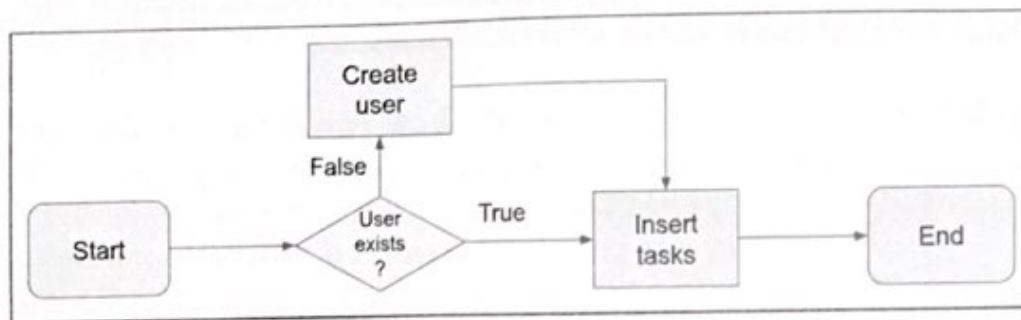 Create
user
False
User
exists
?
True
Start
Insert
tasks
End